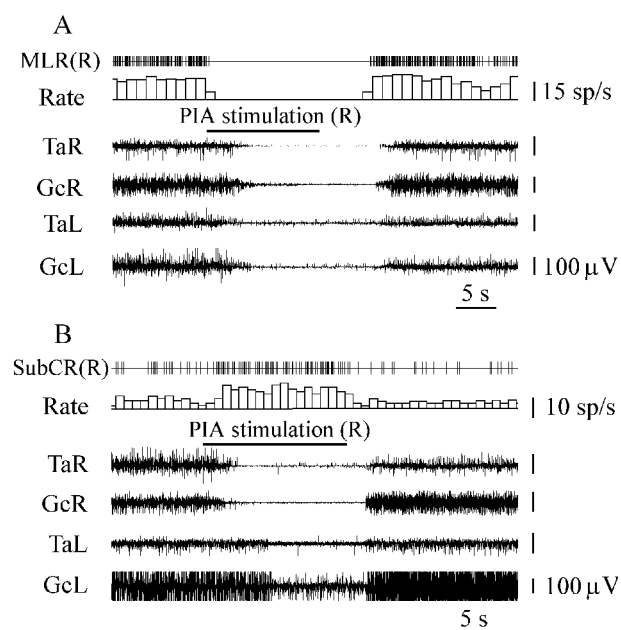 A
MLR(R)
Rate
15 sp/s
PIA stimulation (R)
TaR
GcR
TaL
GcL
100 µV
5 s
B
SubCR(R)
Rate
10 sp/s
PIA stimulation (R)
TaR
GcR
TaL
GcL
100 µV
5 s